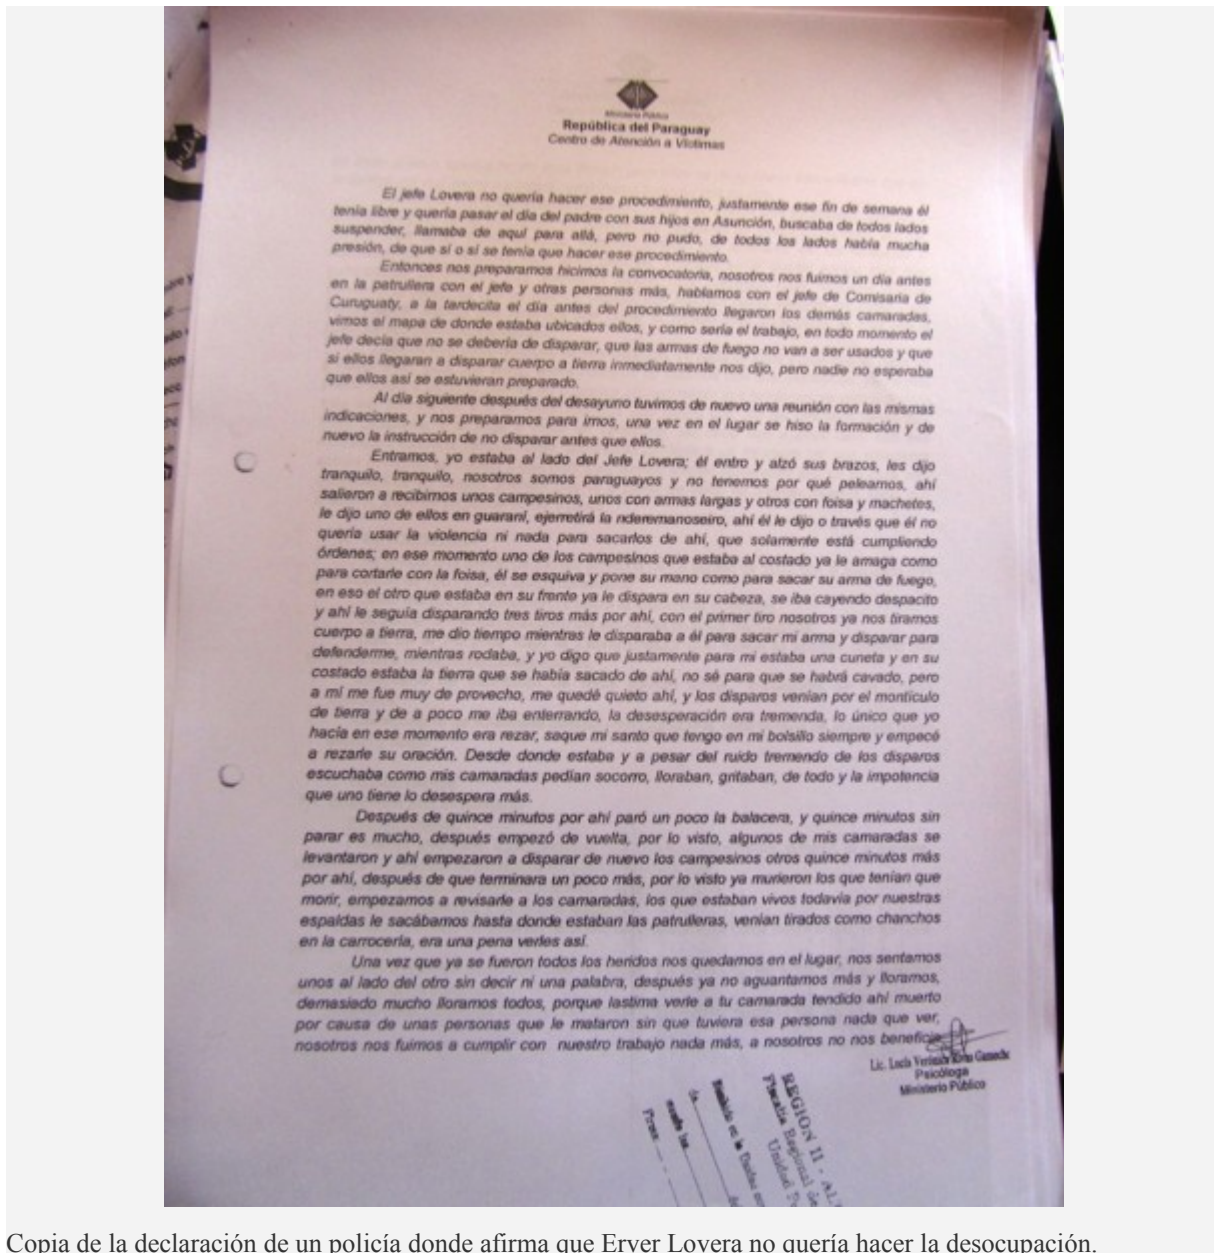 Ministerio Público
República del Paraguay
Centro de Atención a Víctimas
El jefe Lovera no quería hacer ese procedimiento, justamente ese fin de semana él
tenía libre y quería pasar el día del padre con sus hijos en Asunción, buscaba de todos lados
suspender, llamaba de aquí para allá, pero no pudo, de todos los lados había mucha
presión, de que sí o sí se tenía que hacer ese procedimiento.
Entonces nos preparamos hicimos la convocatoria, nosotros nos fuimos un día antes
en la patrullera con el jefe y otras personas más, hablamos con el jefe de Comisaria de
Curuguaty, a la tardecita el día antes del procedimiento llegaron los demás camaradas,
vimos el mapa de donde estaba ubicados ellos, y como sería el trabajo, en todo momento el
jefe decía que no se debería de disparar, que las armas de fuego no van a ser usados y que
si ellos llegaran a disparar cuerpo a tierra inmediatamente nos dijo, pero nadie no esperaba
que ellos así se estuvieran preparado.
Al día siguiente después del desayuno tuvimos de nuevo una reunión con las mismas
indicaciones, y nos preparamos para irnos, una vez en el lugar se hiso la formación y de
nuevo la instrucción de no disparar antes que ellos.
Entramos, yo estaba al lado del Jefe Lovera; él entro y alzó sus brazos, les dijo
tranquilo, tranquilo, nosotros somos paraguayos y no tenemos por qué pelearnos, ahí
salieron a recibirnos unos campesinos, unos con armas largas y otros con foisa y machetes,
le dijo uno de ellos en guaraní, ejerretirá la nderemanoseiro, ahí él le dijo o través que él no
quería usar la violencia ni nada para sacarlos de ahí, que solamente está cumpliendo
órdenes; en ese momento uno de los campesinos que estaba al costado ya le amaga como
para cortarle con la foisa, él se esquiva y pone su mano como para sacar su arma de fuego,
en eso el otro que estaba en su frente ya le dispara en su cabeza, se iba cayendo despacito
y ahí le seguía disparando tres tiros más por ahí, con el primer tiro nosotros ya nos tiramos
cuerpo a tierra, me dio tiempo mientras le disparaba a él para sacar mi arma y disparar para
defenderme, mientras rodaba, y yo digo que justamente para mi estaba una cuneta y en su
costado estaba la tierra que se había sacado de ahí, no sé para que se habrá cavado, pero
a mí me fue muy de provecho, me quedé quieto ahí, y los disparos venían por el montículo
de tierra y de a poco me iba enterrando, la desesperación era tremenda, lo único que yo
hacía en ese momento era rezar, saque mi santo que tengo en mi bolsillo siempre y empecé
a rezarle su oración. Desde donde estaba y a pesar del ruido tremendo de los disparos
escuchaba como mis camaradas pedían socorro, lloraban, gritaban, de todo y la impotencia
que uno tiene lo desespera más.
Después de quince minutos por ahí paró un poco la balacera, y quince minutos sin
parar es mucho, después empezó de vuelta, por lo visto, algunos de mis camaradas se
levantaron y ahí empezaron a disparar de nuevo los campesinos otros quince minutos más
por ahí, después de que terminara un poco más, por lo visto ya murieron los que tenían que
morir, empezamos a revisarle a los camaradas, los que estaban vivos todavía por nuestras
espaldas le sacábamos hasta donde estaban las patrulleras, venían tirados como chanchos
en la carrocería, era una pena verles así.
Una vez que ya se fueron todos los heridos nos quedamos en el lugar, nos sentamos
unos al lado del otro sin decir ni una palabra, después ya no aguantamos más y lloramos,
demasiado mucho lloramos todos, porque lastima verle a tu camarada tendido ahí muerto
por causa de unas personas que le mataron sin que tuviera esa persona nada que ver,
nosotros nos fuimos a cumplir con nuestro trabajo nada más, a nosotros no nos beneficia
Lic. Lucía
Psicóloga
Ministerio Público
REGION II - AL
Fiscalía Regional de
Unidad
Recibido en la Unidad
de
siendo las
Firma
Copia de la declaración de un policía donde afirma que Erver Lovera no quería hacer la desocupación.